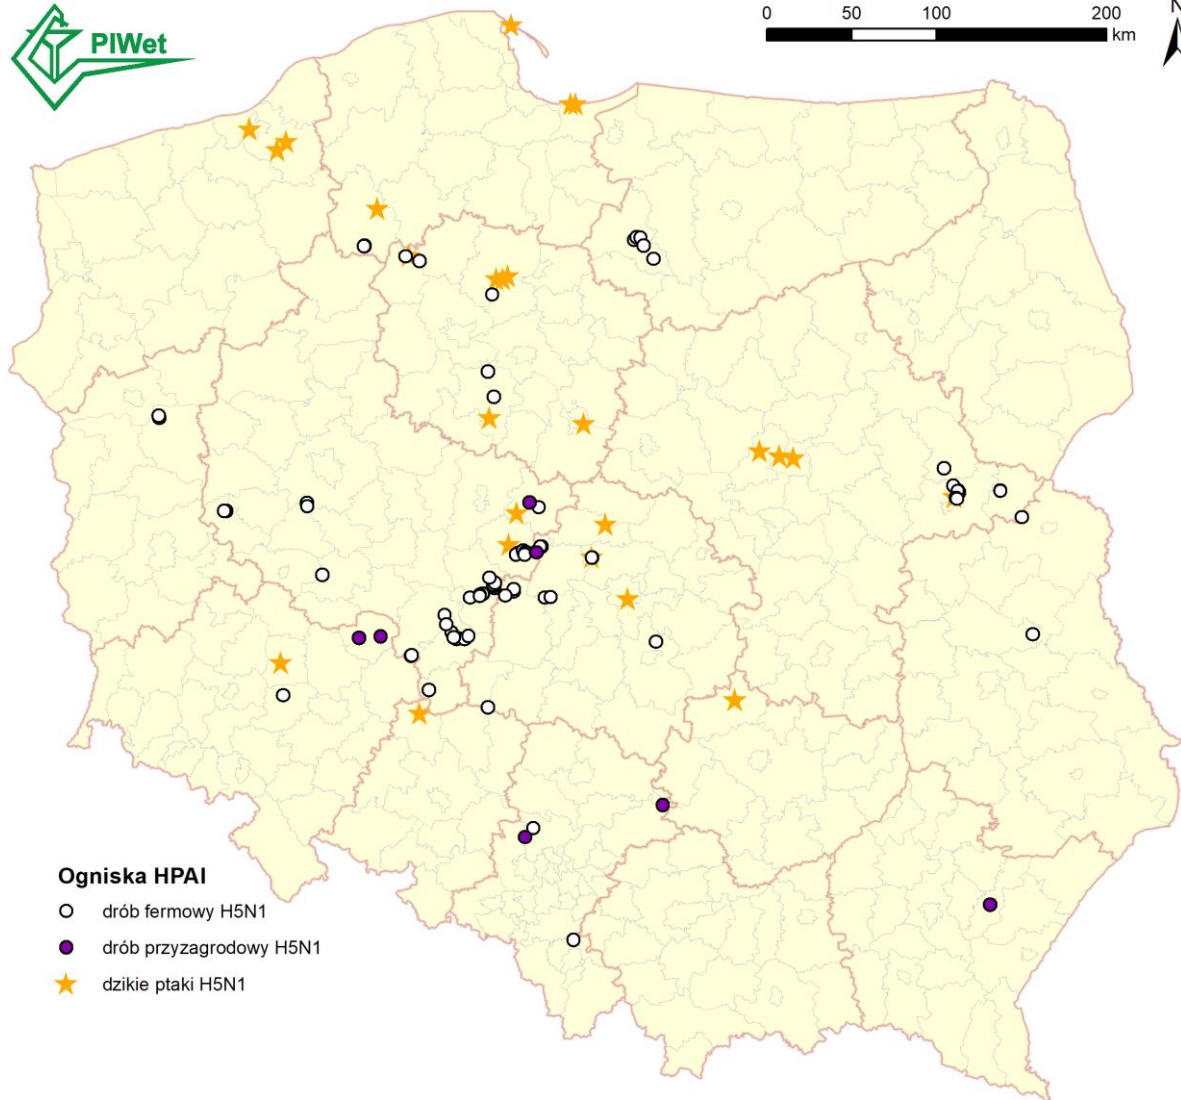 PIWet
0 50 100 200
km
N
Ogniska HPAI
drób fermowy H5N1
drób przyzagrodowy H5N1
dzikie ptaki H5N1